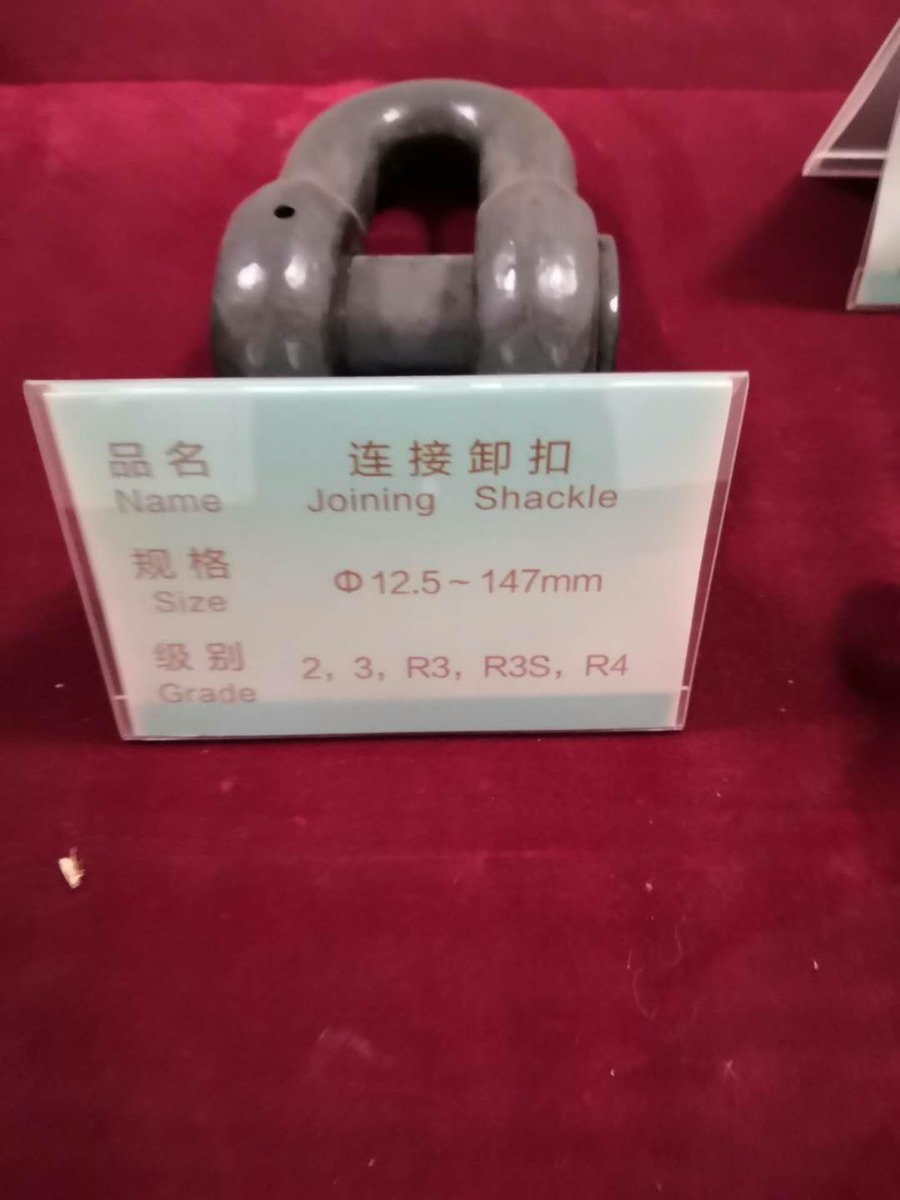 品名 连接卸扣
Name Joining Shackle
规格
Size Φ12.5~147mm
级别
Grade 2, 3, R3, R3S, R4